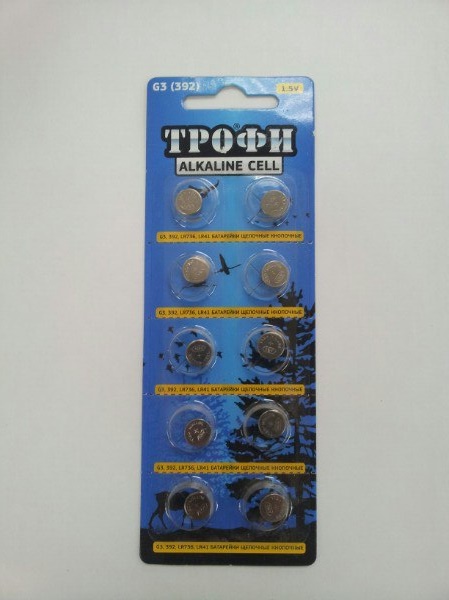 G3 (392)
1.5V
ТРОФИ®
ALKALINE CELL
G3, 392, LR736, LR41 БАТАРЕЙКИ ЩЕЛОЧНЫЕ КНОПОЧНЫЕ
G3, 392, LR736, LR41 БАТАРЕЙКИ ЩЕЛОЧНЫЕ КНОПОЧНЫЕ
G3, 392, LR736, LR41 БАТАРЕЙКИ ЩЕЛОЧНЫЕ КНОПОЧНЫЕ
G3, 392, LR736, LR41 БАТАРЕЙКИ ЩЕЛОЧНЫЕ КНОПОЧНЫЕ
G3, 392, LR736, LR41 БАТАРЕЙКИ ЩЕЛОЧНЫЕ КНОПОЧНЫЕ